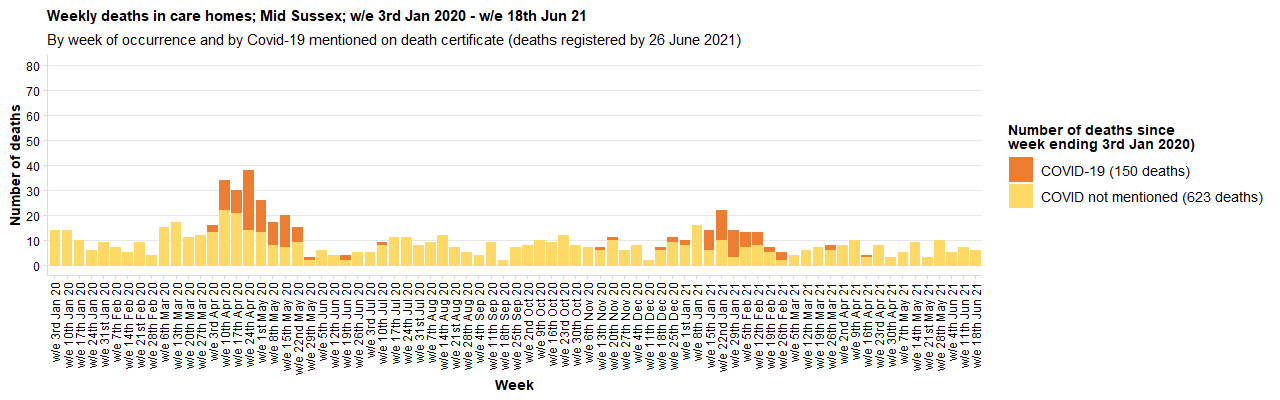 Weekly deaths in care homes; Mid Sussex; w/e 3rd Jan 2020 - w/e 18th Jun 21
By week of occurrence and by Covid-19 mentioned on death certificate (deaths registered by 26 June 2021)
Number of deaths
80
70
60
50
40
30
20
10
0
w/e 3rd Jan 20
w/e 10th Jan 20
w/e 17th Jan 20
w/e 24th Jan 20
w/e 31st Jan 20
w/e 7th Feb 20
w/e 14th Feb 20
w/e 21st Feb 20
w/e 28th Feb 20
w/e 6th Mar 20
w/e 13th Mar 20
w/e 20th Mar 20
w/e 27th Mar 20
w/e 3rd Apr 20
w/e 10th Apr 20
w/e 17th Apr 20
w/e 24th Apr 20
w/e 1st May 20
w/e 8th May 20
w/e 15th May 20
w/e 22nd May 20
w/e 29th May 20
w/e 5th Jun 20
w/e 12th Jun 20
w/e 19th Jun 20
w/e 26th Jun 20
w/e 3rd Jul 20
w/e 10th Jul 20
w/e 17th Jul 20
w/e 24th Jul 20
w/e 31st Jul 20
w/e 7th Aug 20
w/e 14th Aug 20
w/e 21st Aug 20
w/e 28th Aug 20
w/e 4th Sep 20
w/e 11th Sep 20
w/e 18th Sep 20
w/e 25th Sep 20
w/e 2nd Oct 20
w/e 9th Oct 20
w/e 16th Oct 20
w/e 23rd Oct 20
w/e 30th Oct 20
w/e 6th Nov 20
w/e 13th Nov 20
w/e 20th Nov 20
w/e 27th Nov 20
w/e 4th Dec 20
w/e 11th Dec 20
w/e 18th Dec 20
w/e 25th Dec 20
w/e 1st Jan 21
w/e 8th Jan 21
w/e 15th Jan 21
w/e 22nd Jan 21
w/e 29th Jan 21
w/e 5th Feb 21
w/e 12th Feb 21
w/e 19th Feb 21
w/e 26th Feb 21
w/e 5th Mar 21
w/e 12th Mar 21
w/e 19th Mar 21
w/e 26th Mar 21
w/e 2nd Apr 21
w/e 9th Apr 21
w/e 16th Apr 21
w/e 23rd Apr 21
w/e 30th Apr 21
w/e 7th May 21
w/e 14th May 21
w/e 21st May 21
w/e 28th May 21
w/e 4th Jun 21
w/e 11th Jun 21
w/e 18th Jun 21
Week
Number of deaths since
week ending 3rd Jan 2020)
COVID-19 (150 deaths)
COVID not mentioned (623 deaths)